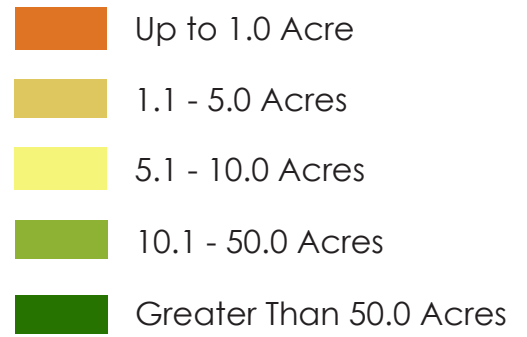 Up to 1.0 Acre
1.1 - 5.0 Acres
5.1 - 10.0 Acres
10.1 - 50.0 Acres
Greater Than 50.0 Acres